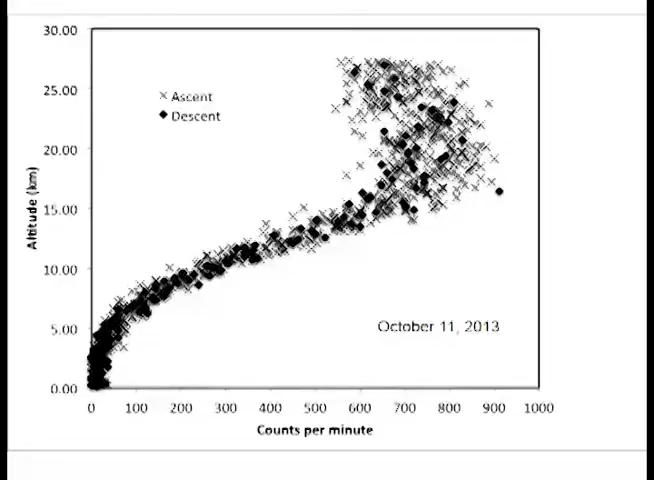 30.00
25.00
20.00
15.00
10.00
5.00
0.00
Altitude (km)
Ascent
Descent
October 11, 2013
0 100 200 300 400 500 600 700 800 900 1000
Counts per minute